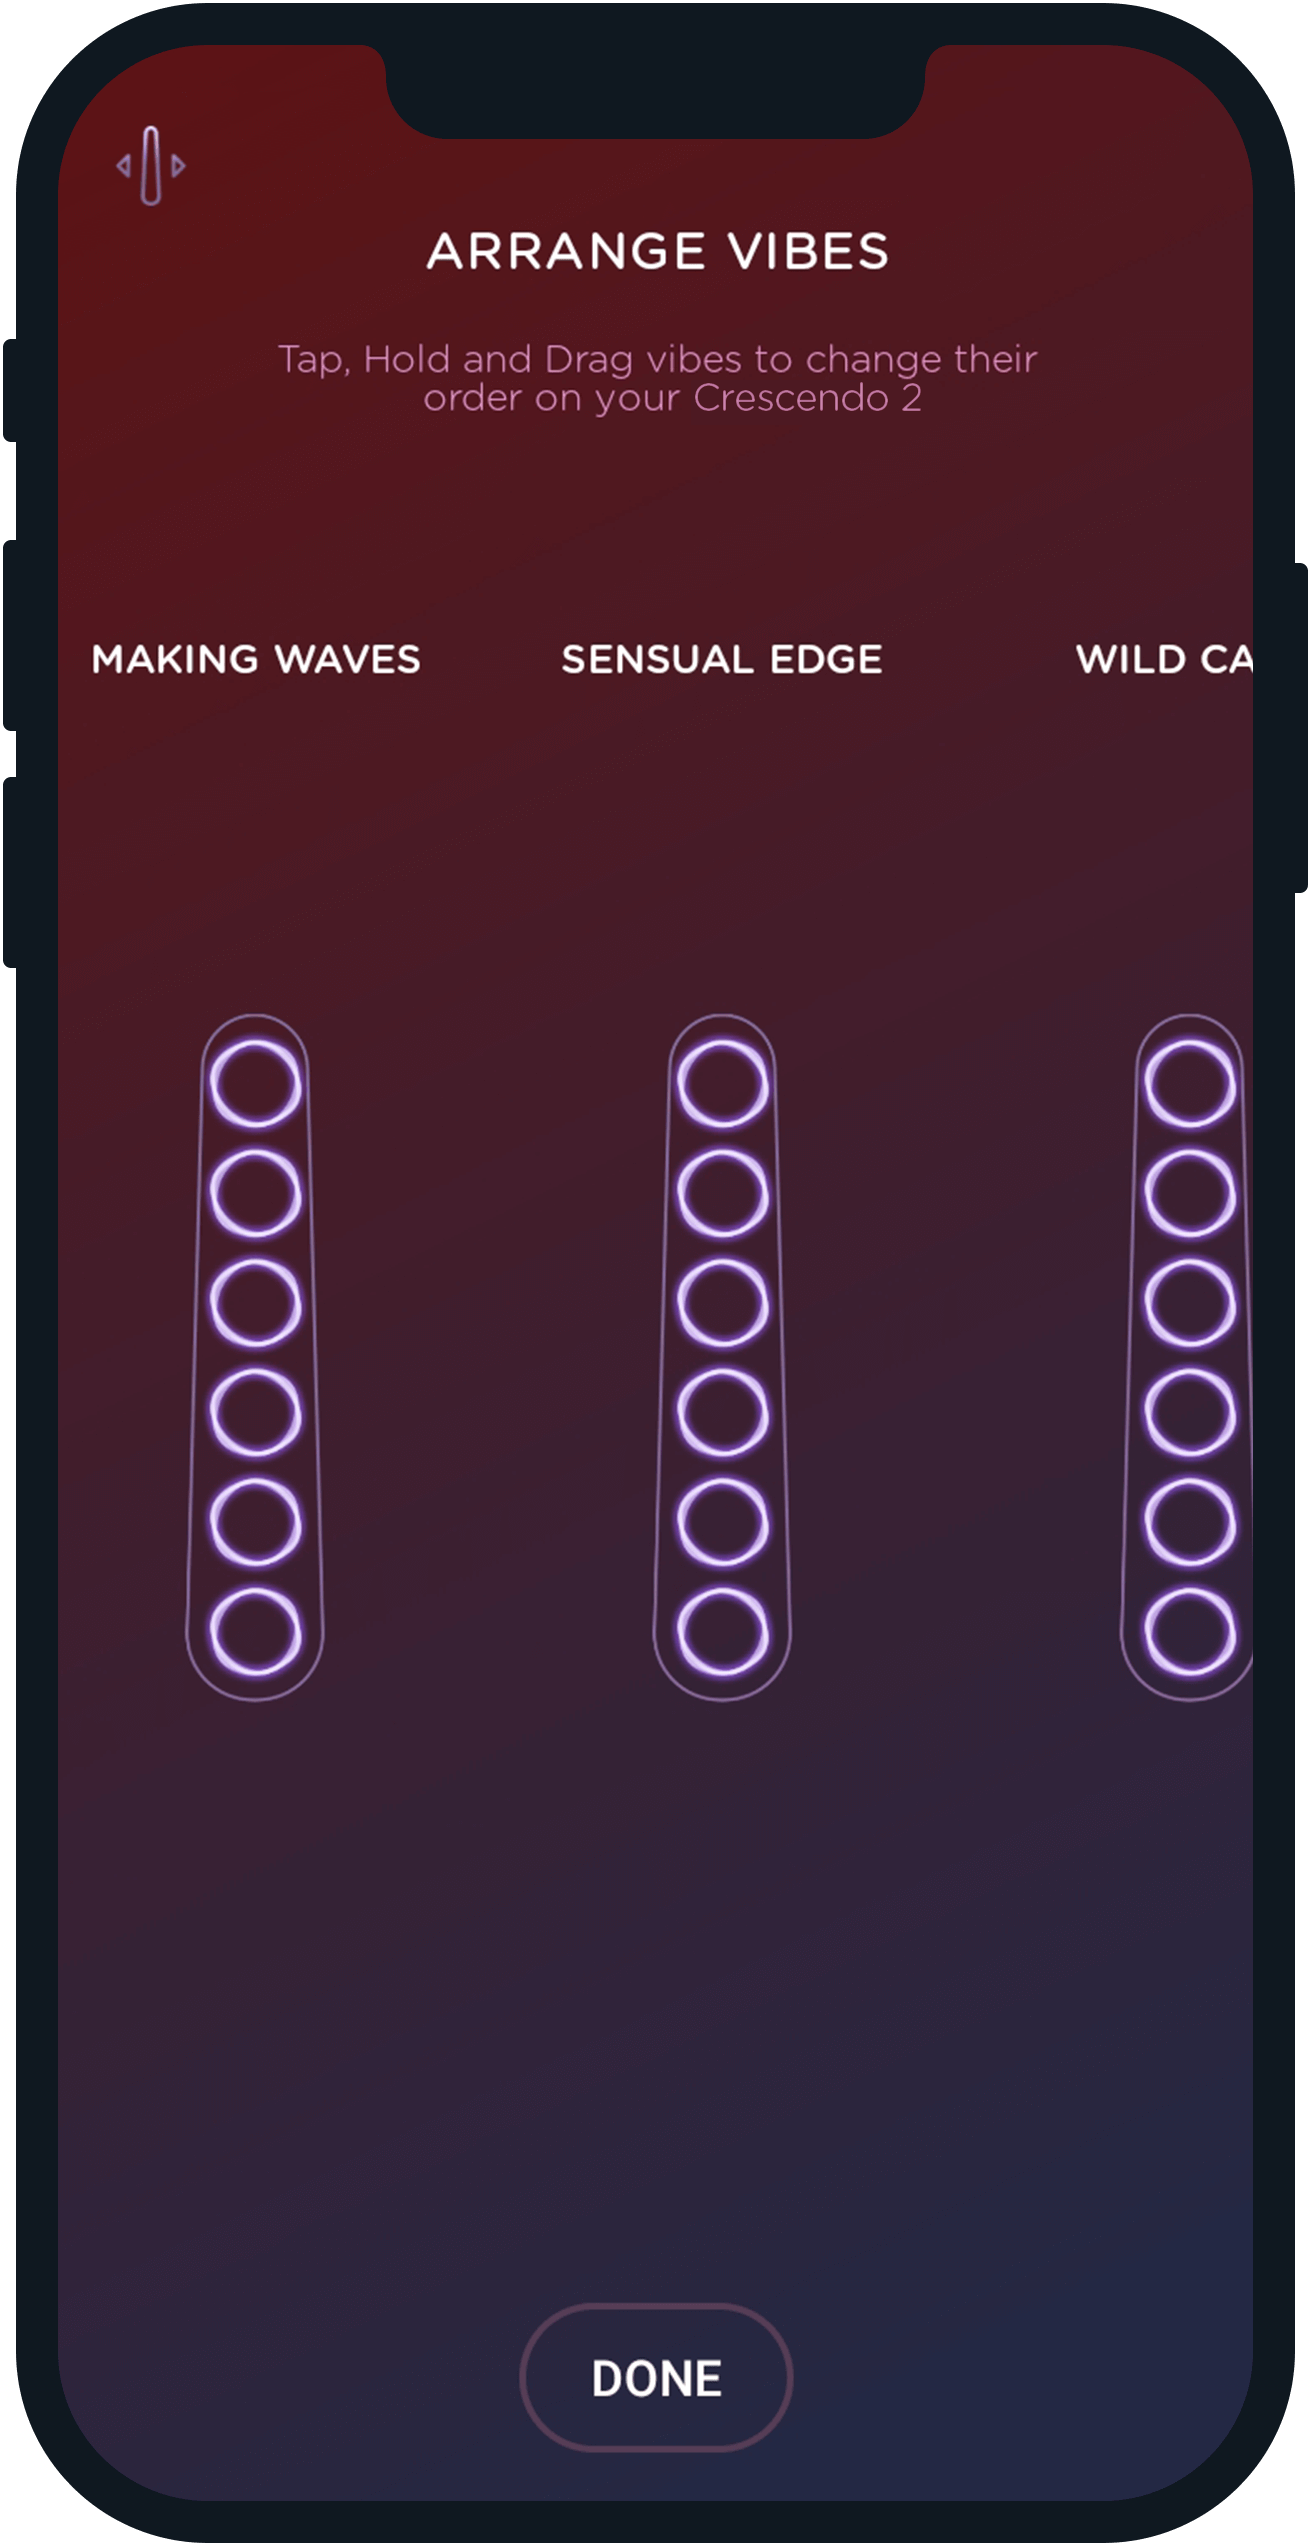 ARRANGE VIBES
Tap, Hold and Drag vibes to change their
order on your Crescendo 2
MAKING WAVES SENSUAL EDGE WILD CA
DONE